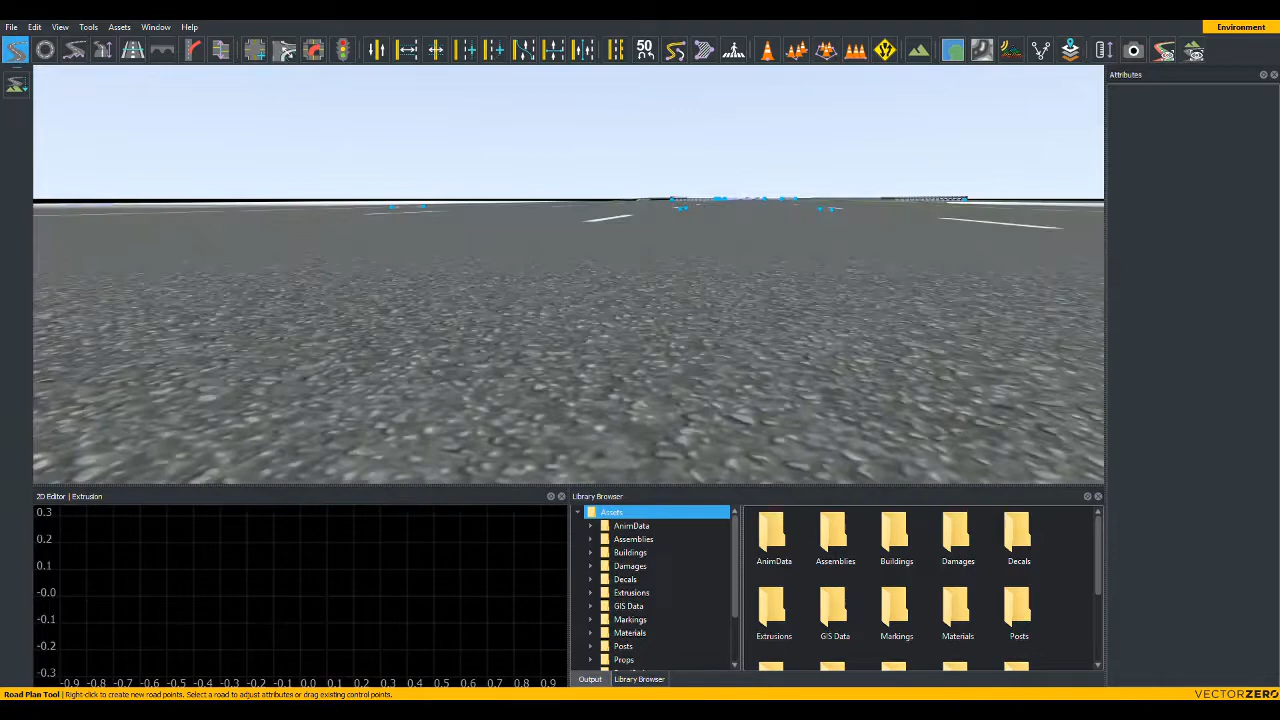 File Edit View Tools Assets Window Help
Environment
50
Attributes
2D Editor | Extrusion
Library Browser
0.3
0.2
0.1
-0.0
-0.1
-0.2
-0.3
-0.9 -0.8 -0.7 -0.6 -0.5 -0.4 -0.3 -0.2 -0.1 0.0 0.1 0.2 0.3 0.4 0.5 0.6 0.7 0.8 0.9
Assets
AnimData
Assemblies
Buildings
Damages
Decals
Extrusions
GIS Data
Markings
Materials
Posts
Props
AnimData Assemblies Buildings Damages Decals
Extrusions GIS Data Markings Materials Posts
Output Library Browser
Road Plan Tool | Right-click to create new road points. Select a road to adjust attributes or drag existing control points.
VECTORZERO